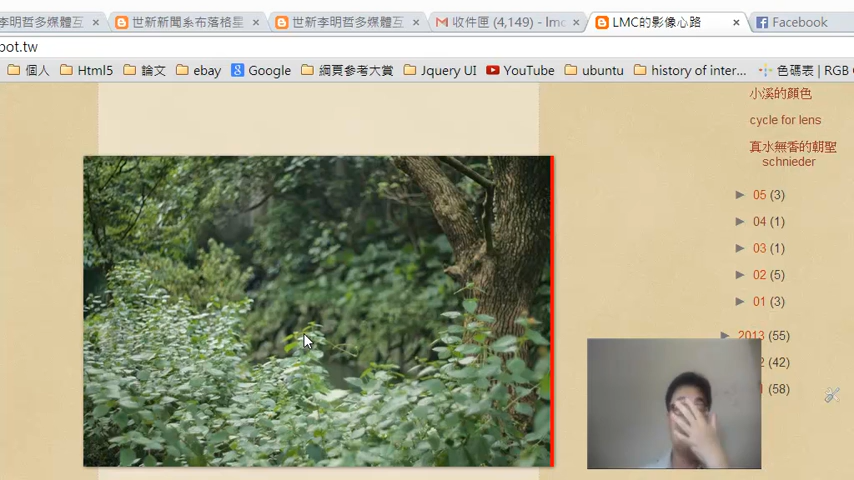 李明哲多媒體互
世新新聞系布落格星
世新李明哲多媒體互
收件匣 (4,149) - lmc
LMC的影像心路
Facebook
pot.tw
個人
Html5
論文
ebay
Google
網頁參考大賞
Jquery UI
YouTube
ubuntu
history of inter...
色碼表 | RGB
小溪的顏色
cycle for lens
真水無香的朝聖
schnieder
► 05 (3)
► 04 (1)
► 03 (1)
► 02 (5)
► 01 (3)
► 2013 (55)
2 (42)
(58)